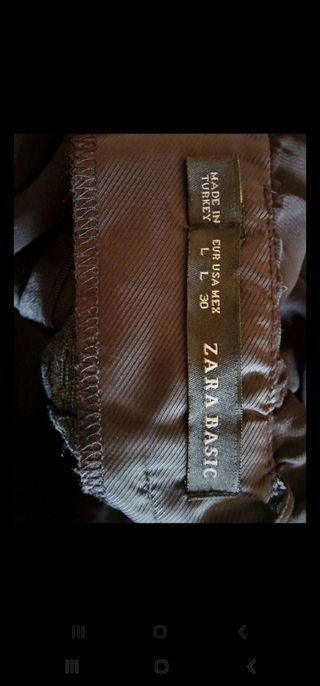 MADE IN
TURKEY
EUR USA MEX
L L 30
ZARA BASIC